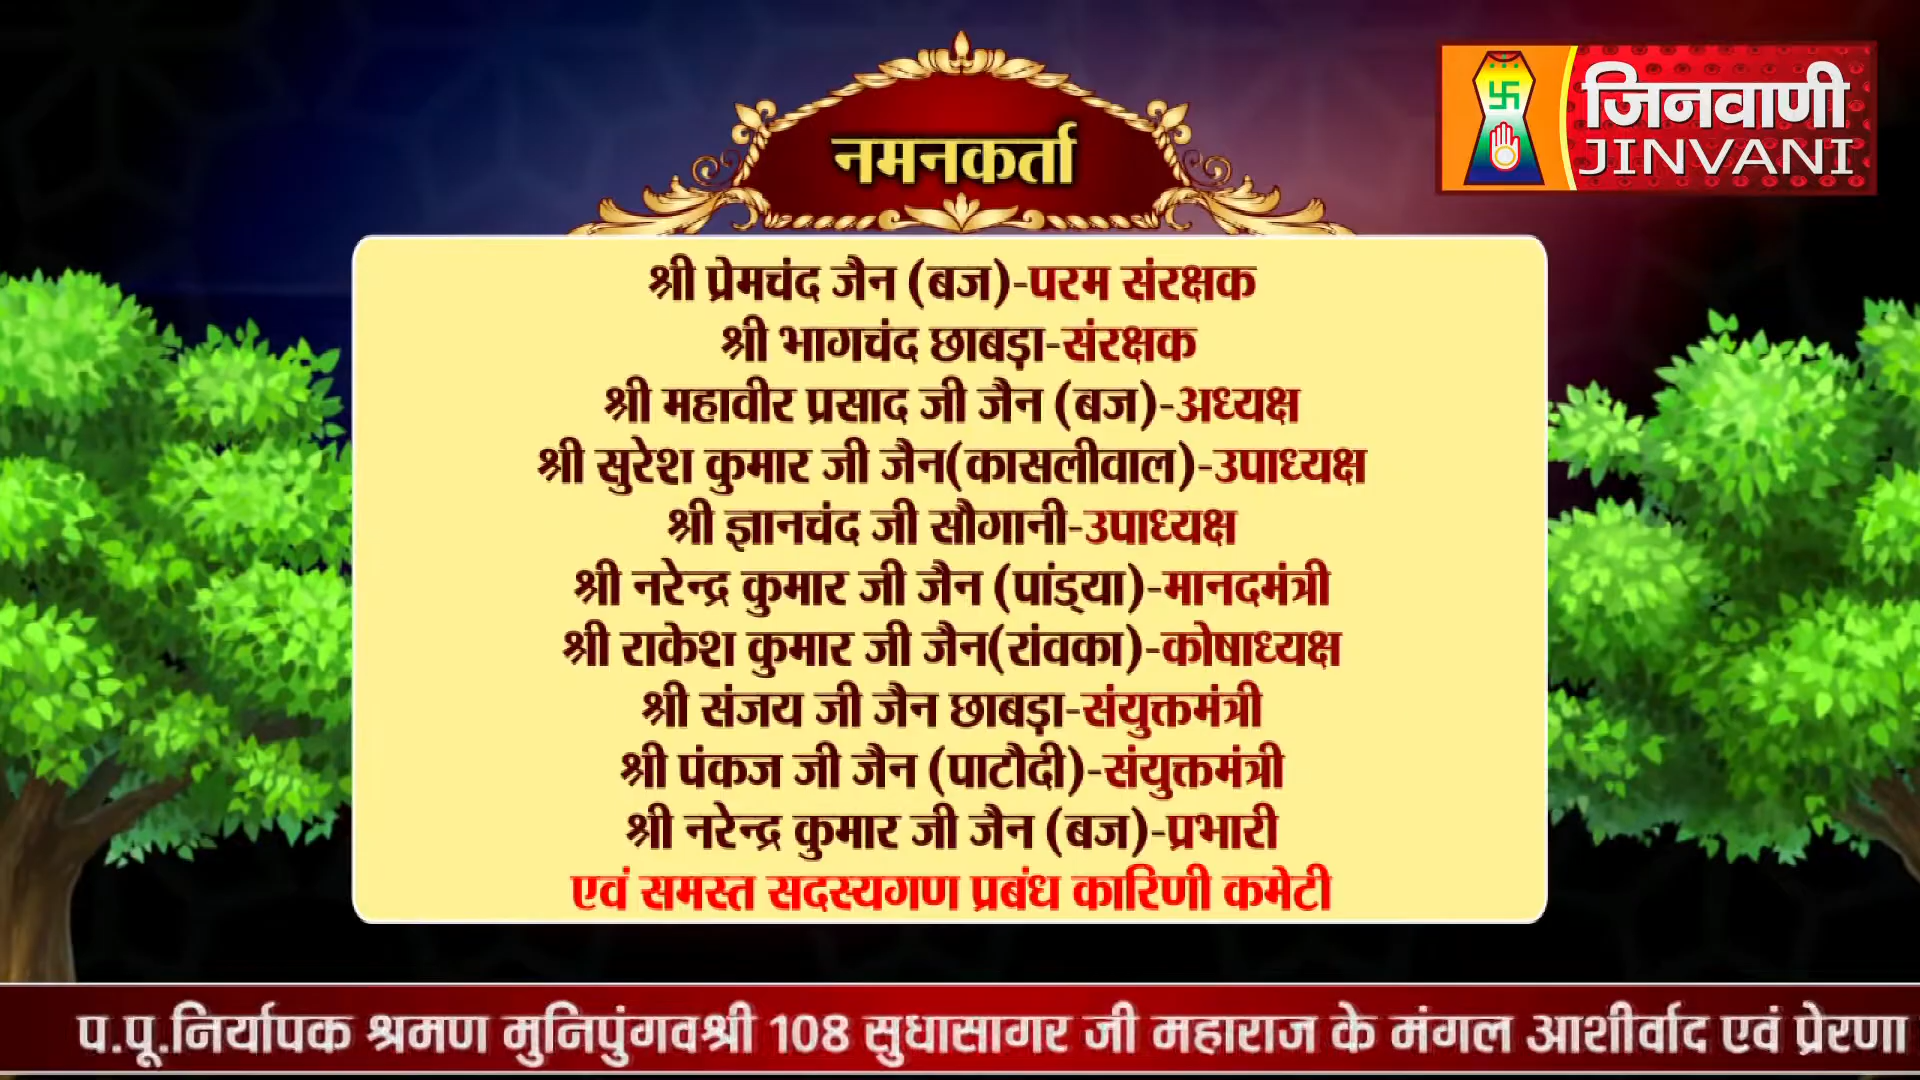 जिनवाणी
JINVANI
नमनकर्ता
श्री प्रेमचंद जैन (बज)-परम संरक्षक
श्री भागचंद छाबड़ा-संरक्षक
श्री महावीर प्रसाद जी जैन (बज)-अध्यक्ष
श्री सुरेश कुमार जी जैन(कासलीवाल)-उपाध्यक्ष
श्री ज्ञानचंद जी सौगानी-उपाध्यक्ष
श्री नरेन्द्र कुमार जी जैन (पांड्या)-मानदमंत्री
श्री राकेश कुमार जी जैन(रांवका)-कोषाध्यक्ष
श्री संजय जी जैन छाबड़ा-संयुक्तमंत्री
श्री पंकज जी जैन (पाटौदी)-संयुक्तमंत्री
श्री नरेन्द्र कुमार जी जैन (बज)-प्रभारी
एवं समस्त सदस्यगण प्रबंध कारिणी कमेटी
प.पू.निर्यापक श्रमण मुनिपुंगवश्री 108 सुधासागर जी महाराज के मंगल आशीर्वाद एवं प्रेरणा